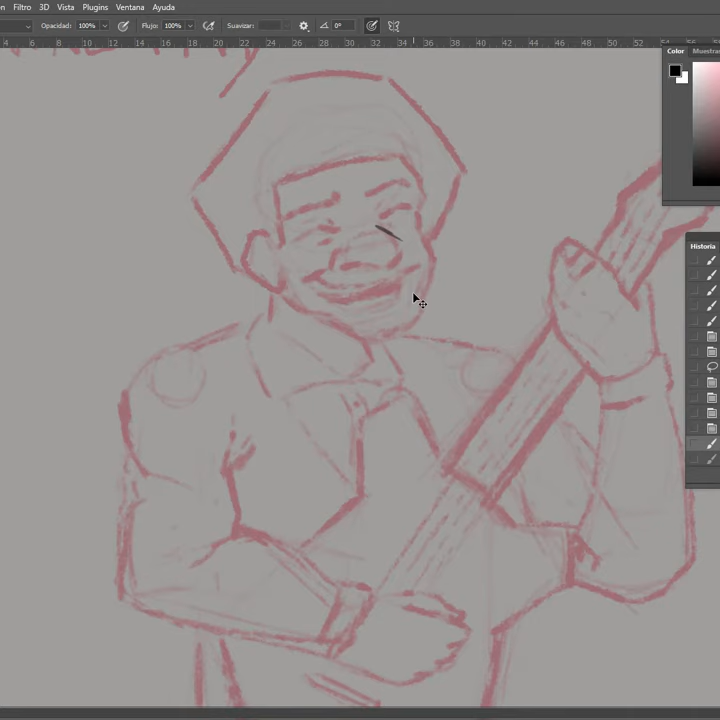 n Filtro 3D Vista Plugins Ventana Ayuda
Opacidad: 100% Flujo: 100% Suavizar: 0°
4 6 8 10 12 14 16 18 20 22 24 26 28 30 32 34 36 38 40 42 44 46 48 50 52 54
Color Muestras
Historia